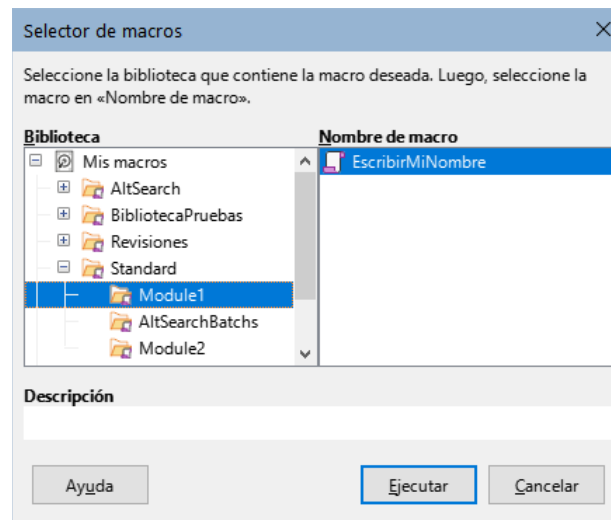 Selector de macros
Seleccione la biblioteca que contiene la macro deseada. Luego, seleccione la
macro en «Nombre de macro».
Biblioteca
Mis macros
AltSearch
BibliotecaPruebas
Revisiones
Standard
Module1
AltSearchBatchs
Module2
Nombre de macro
EscribirMiNombre
Descripción
Ayuda
Ejecutar
Cancelar